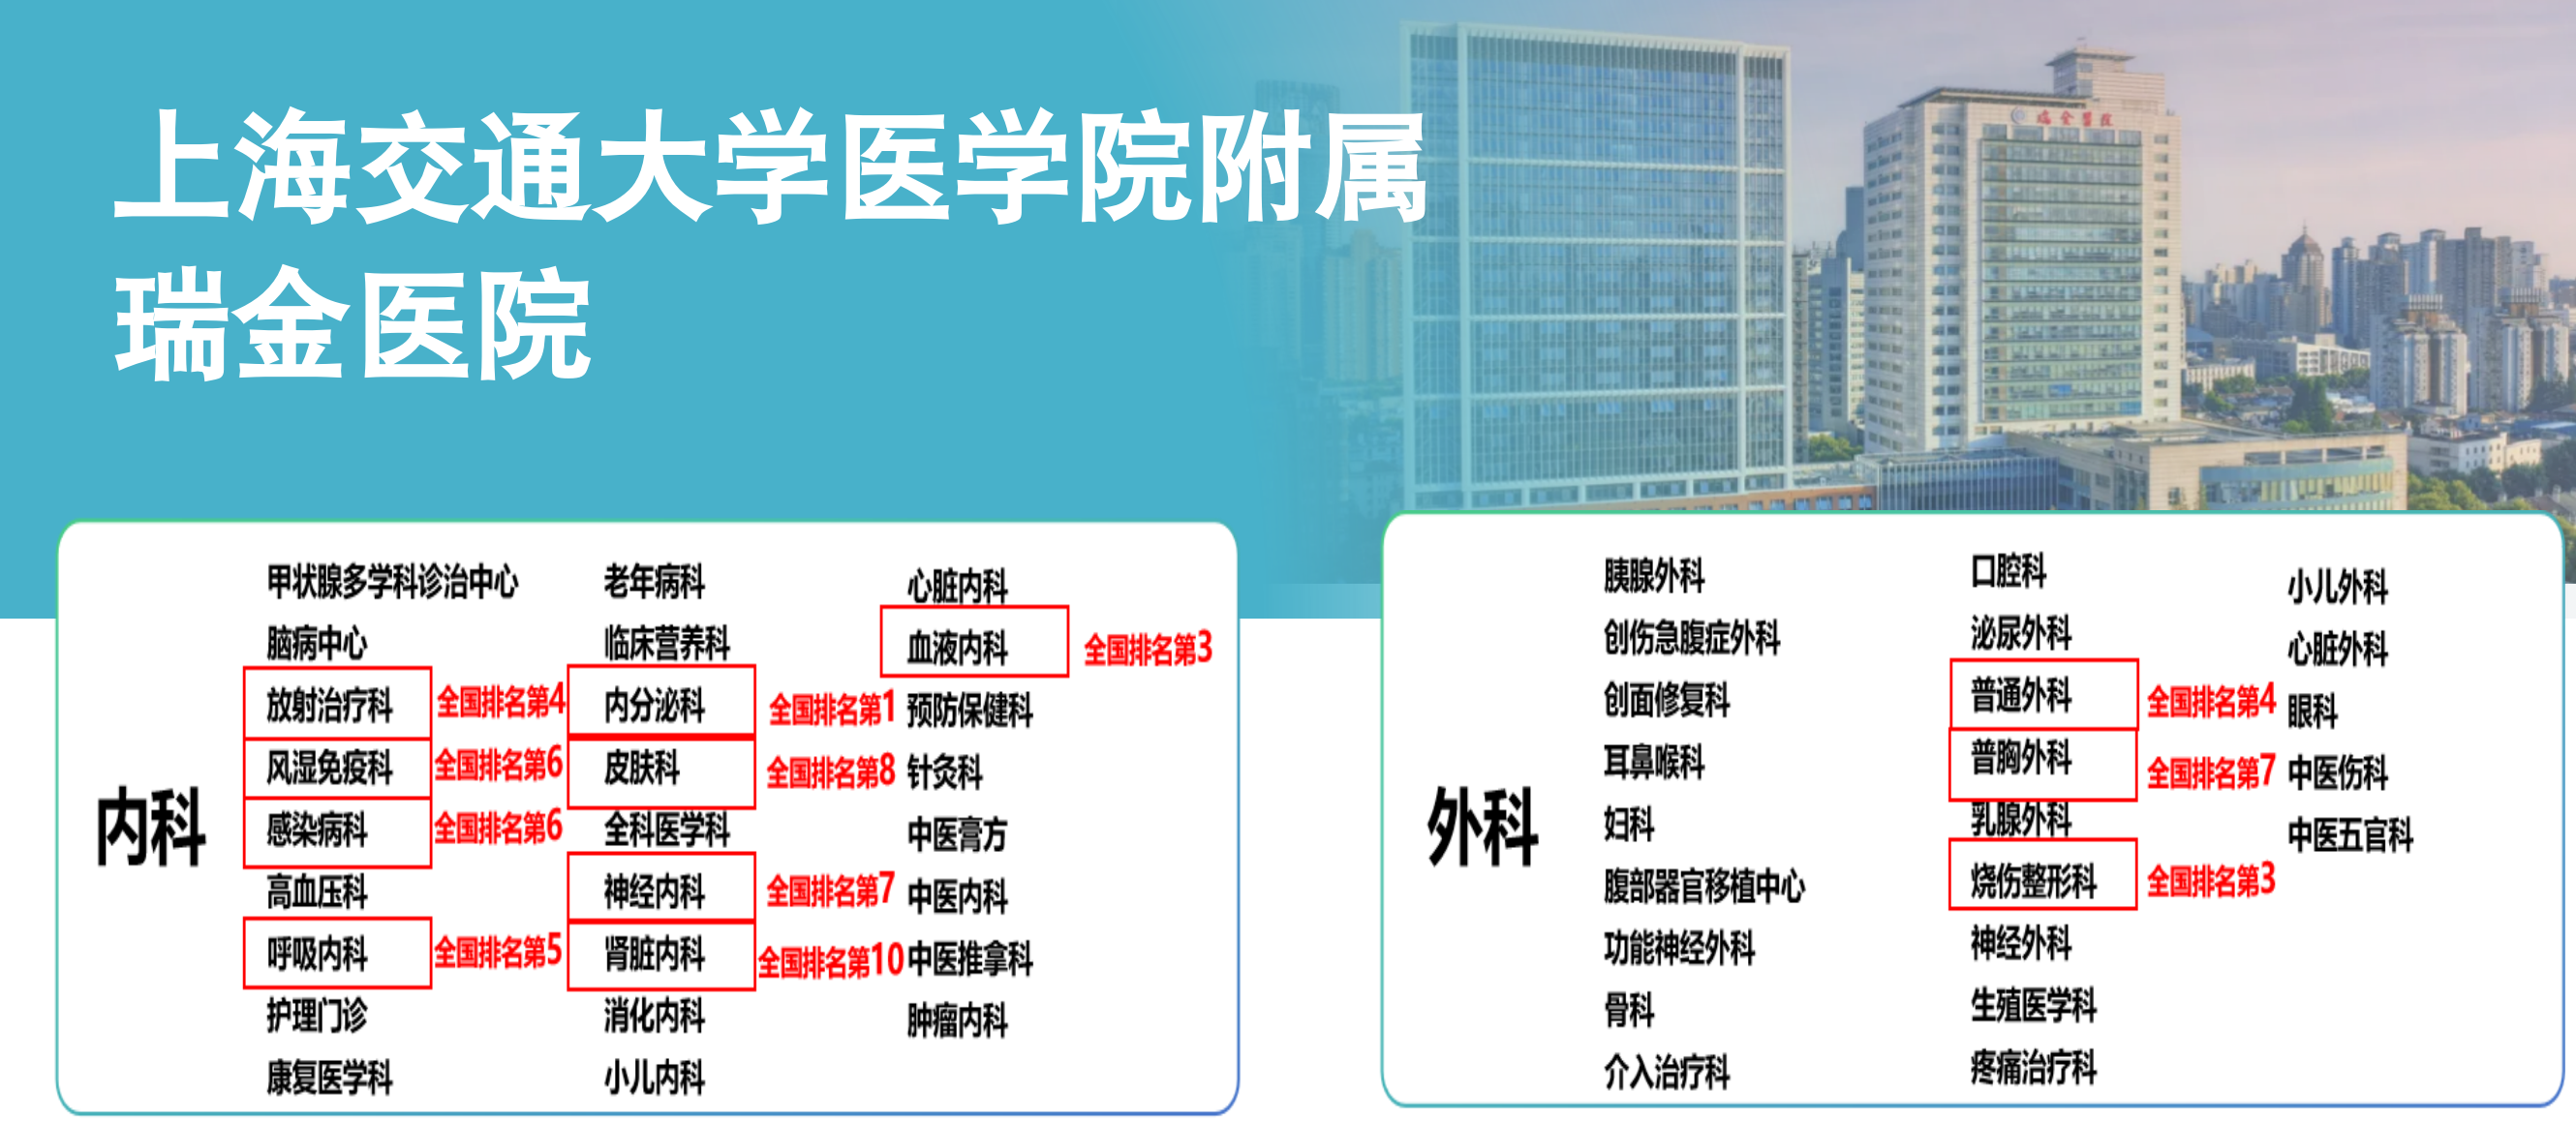 上海交通大学医学院附属
瑞金医院
瑞金醫院
内科
甲状腺多学科诊治中心
脑病中心
放射治疗科 全国排名第4
风湿免疫科 全国排名第6
感染病科 全国排名第6
高血压科
呼吸内科 全国排名第5
护理门诊
康复医学科
老年病科
临床营养科
内分泌科 全国排名第1
皮肤科 全国排名第8
全科医学科
神经内科 全国排名第7
肾脏内科 全国排名第10
消化内科
小儿内科
心脏内科
血液内科 全国排名第3
预防保健科
针灸科
中医膏方
中医内科
中医推拿科
肿瘤内科
外科
胰腺外科
创伤急腹症外科
创面修复科
耳鼻喉科
妇科
腹部器官移植中心
功能神经外科
骨科
介入治疗科
口腔科
泌尿外科
普通外科 全国排名第4
普胸外科 全国排名第7
乳腺外科
烧伤整形科 全国排名第3
神经外科
生殖医学科
疼痛治疗科
小儿外科
心脏外科
眼科
中医伤科
中医五官科